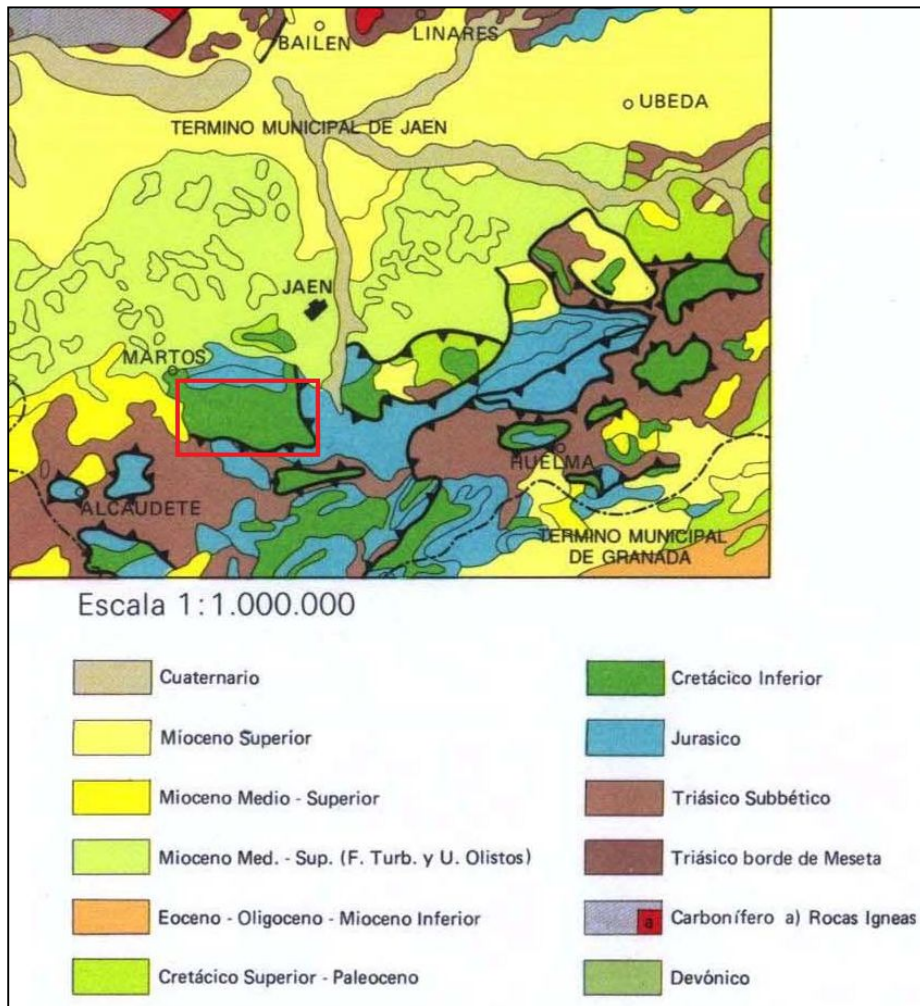 BAILEN
LINARES
UBEDA
TERMINO MUNICIPAL DE JAEN
JAEN
MARTOS
HUELMA
ALCAUDETE
TERMINO MUNICIPAL
DE GRANADA
Escala 1:1.000.000
Cuaternario
Mioceno Superior
Mioceno Medio - Superior
Mioceno Med. - Sup. (F. Turb. y U. Olistos)
Eoceno - Oligoceno - Mioceno Inferior
Cretácico Superior - Paleoceno
Cretácico Inferior
Jurasico
Triásico Subbético
Triásico borde de Meseta
a
Carbonífero a) Rocas Igneas
Devónico